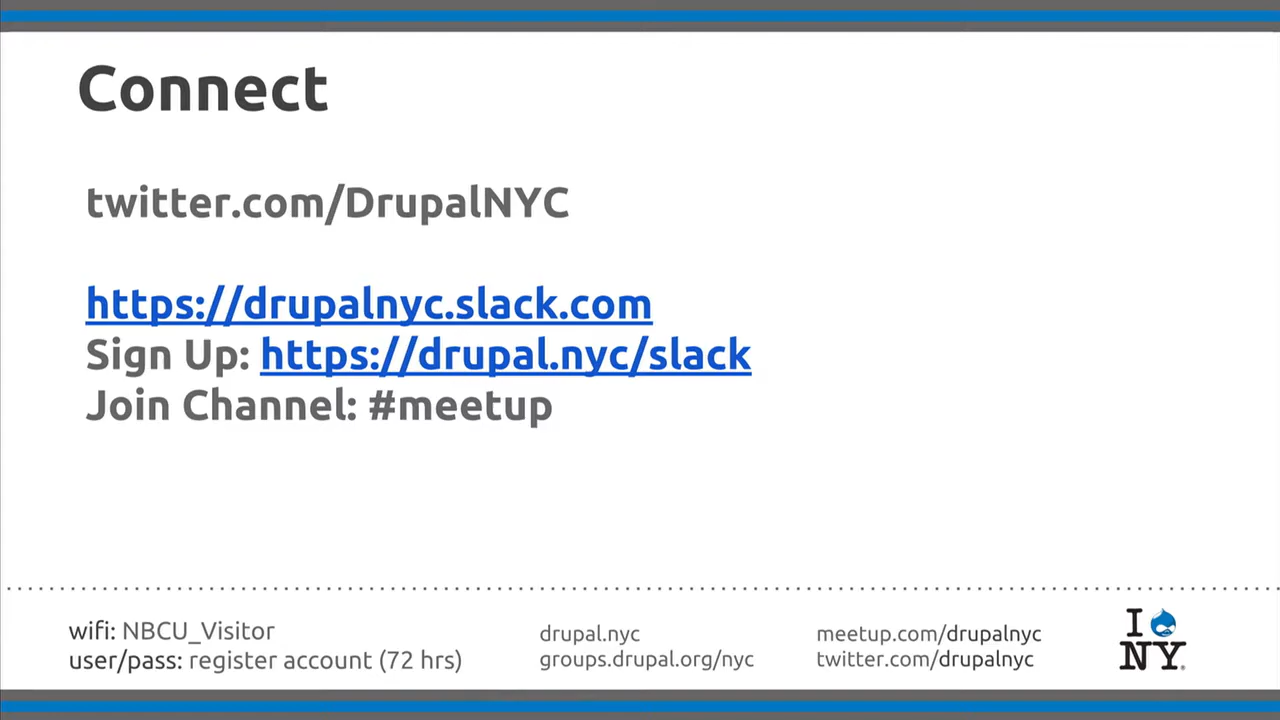 Connect
twitter.com/DrupalNYC
https://drupalnyc.slack.com
Sign Up: https://drupal.nyc/slack
Join Channel: #meetup
wifi: NBCU_Visitor
user/pass: register account (72 hrs)
drupal.nyc
groups.drupal.org/nyc
meetup.com/drupalnyc
twitter.com/drupalnyc
I
NY®